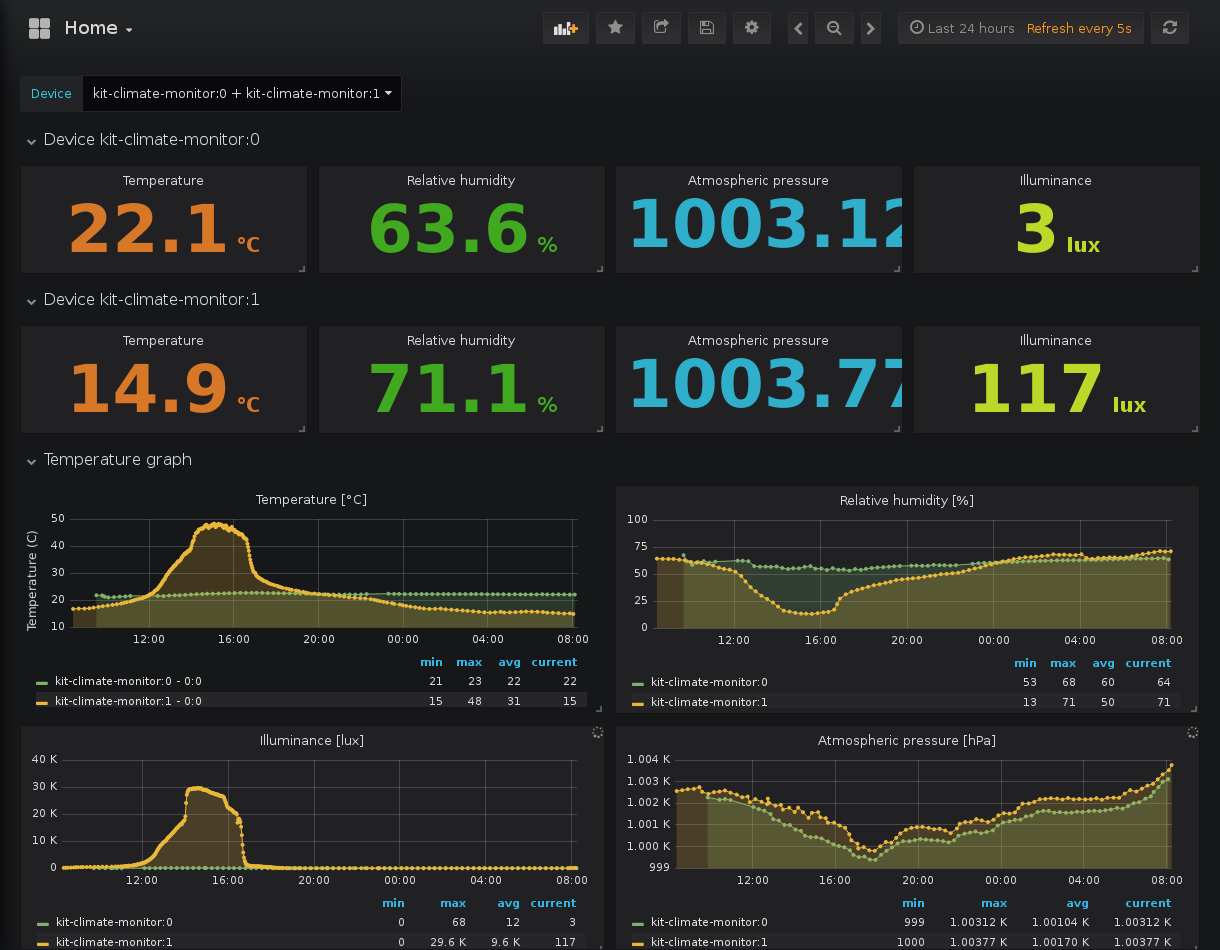 Home
Last 24 hours Refresh every 5s
Device kit-climate-monitor:0 + kit-climate-monitor:1
Device kit-climate-monitor:0
Temperature Relative humidity Atmospheric pressure Illuminance
22.1 °C 63.6 % 1003.12 3 lux
Device kit-climate-monitor:1
Temperature Relative humidity Atmospheric pressure Illuminance
14.9 °C 71.1 % 1003.77 117 lux
Temperature graph
Temperature [°C]
Temperature (C)
50
40
30
20
10
12:00 16:00 20:00 00:00 04:00 08:00
min max avg current
kit-climate-monitor:0 - 0:0 21 23 22 22
kit-climate-monitor:1 - 0:0 15 48 31 15
Relative humidity [%]
100
75
50
25
0
12:00 16:00 20:00 00:00 04:00 08:00
min max avg current
kit-climate-monitor:0 53 68 60 64
kit-climate-monitor:1 13 71 50 71
Illuminance [lux]
40 K
30 K
20 K
10 K
0
12:00 16:00 20:00 00:00 04:00 08:00
min max avg current
kit-climate-monitor:0 0 68 12 3
kit-climate-monitor:1 0 29.6 K 9.6 K 117
Atmospheric pressure [hPa]
1.004 K
1.003 K
1.002 K
1.001 K
1.000 K
999
12:00 16:00 20:00 00:00 04:00 08:00
min max avg current
kit-climate-monitor:0 999 1.00312 K 1.00104 K 1.00312 K
kit-climate-monitor:1 1000 1.00377 K 1.00170 K 1.00377 K